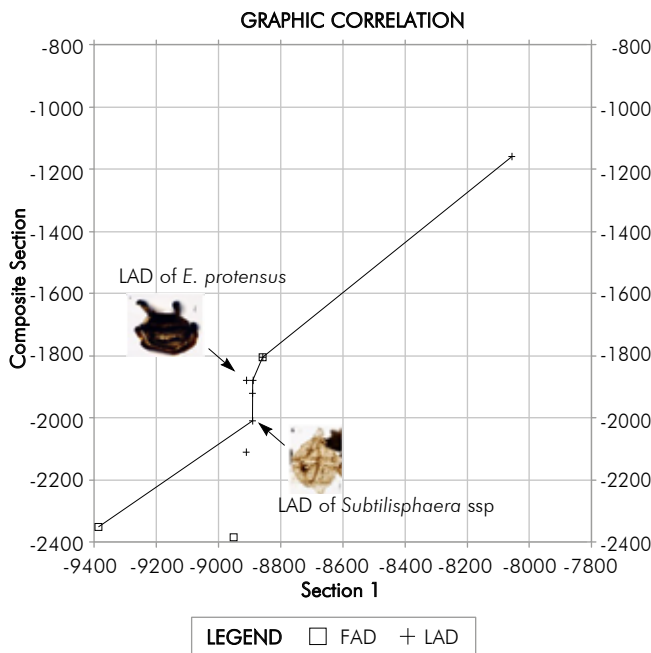 GRAPHIC CORRELATION
-800 -800
-1000 -1000
-1200 -1200
-1400 -1400
-1600 -1600
-1800 -1800
-2000 -2000
-2200 -2200
-2400 -2400
Composite Section
LAD of E. protensus
LAD of Subtilisphaera ssp
-9400 -9200 -9000 -8800 -8600 -8400 -8200 -8000 -7800
Section 1
LEGEND FAD LAD